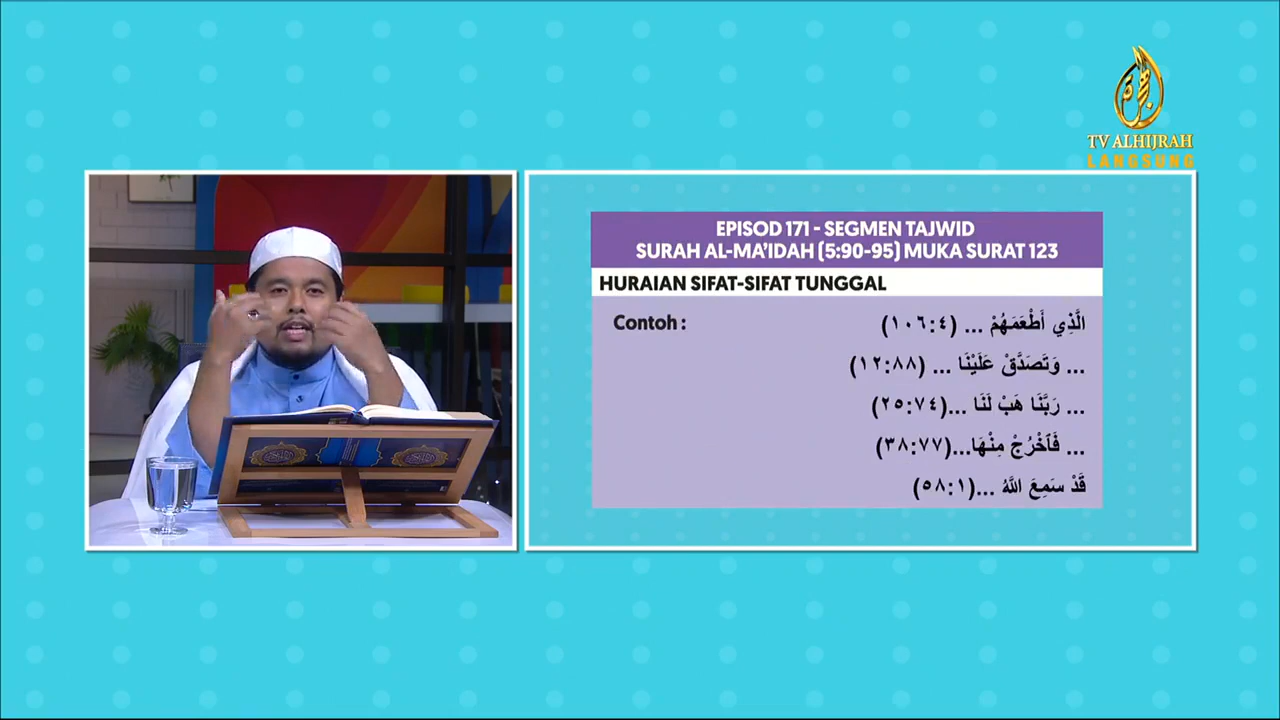 TV ALHIJRAH
LANGSUNG
EPISOD 171 - SEGMEN TAJWID
SURAH AL-MA'IDAH (5:90-95) MUKA SURAT 123
HURAIAN SIFAT-SIFAT TUNGGAL
Contoh : الَّذِي أَطْعَمَهُمْ ... (١٠٦:٤)
... وَتَصَدَّقْ عَلَيْنَا ... (١٢:٨٨)
... رَبَّنَا هَبْ لَنَا ...(٢٥:٧٤)
... فَٱخْرُجْ مِنْهَا...(٣٨:٧٧)
قَدْ سَمِعَ اللَّهُ ...(٥٨:١)